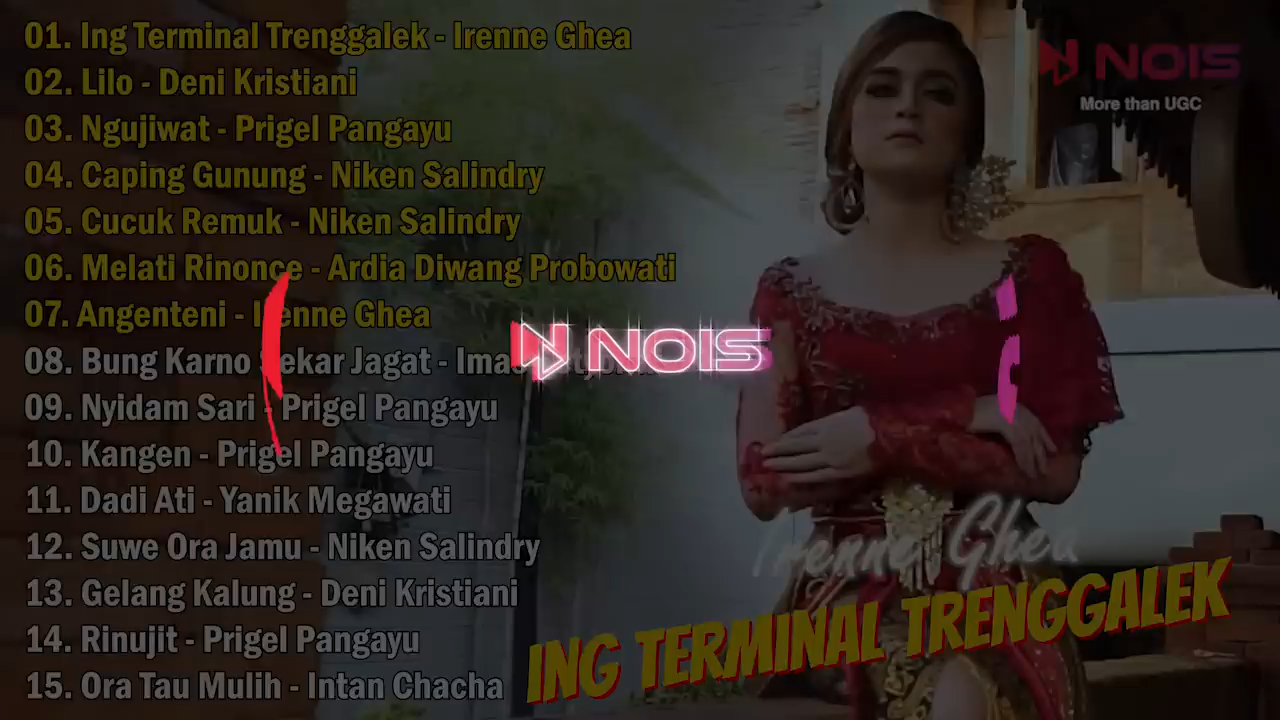 01. Ing Terminal Trenggalek - Irenne Ghea
02. Lilo - Deni Kristiani
03. Ngujiwat - Prigel Pangayu
04. Caping Gunung - Niken Salindry
05. Cucuk Remuk - Niken Salindry
06. Melati Rinonce - Ardia Diwang Probowati
07. Angenteni - Irenne Ghea
08. Bung Karno Sekar Jagat -
09. Nyidam Sari - Prigel Pangayu
10. Kangen - Prigel Pangayu
11. Dadi Ati - Yanik Megawati
12. Suwe Ora Jamu - Niken Salindry
13. Gelang Kalung - Deni Kristiani
14. Rinujit - Prigel Pangayu
15. Ora Tau Mulih - Intan Chacha
NOIS
More than UGC
NOIS
Irenne Ghea
ING TERMINAL TRENGGALEK